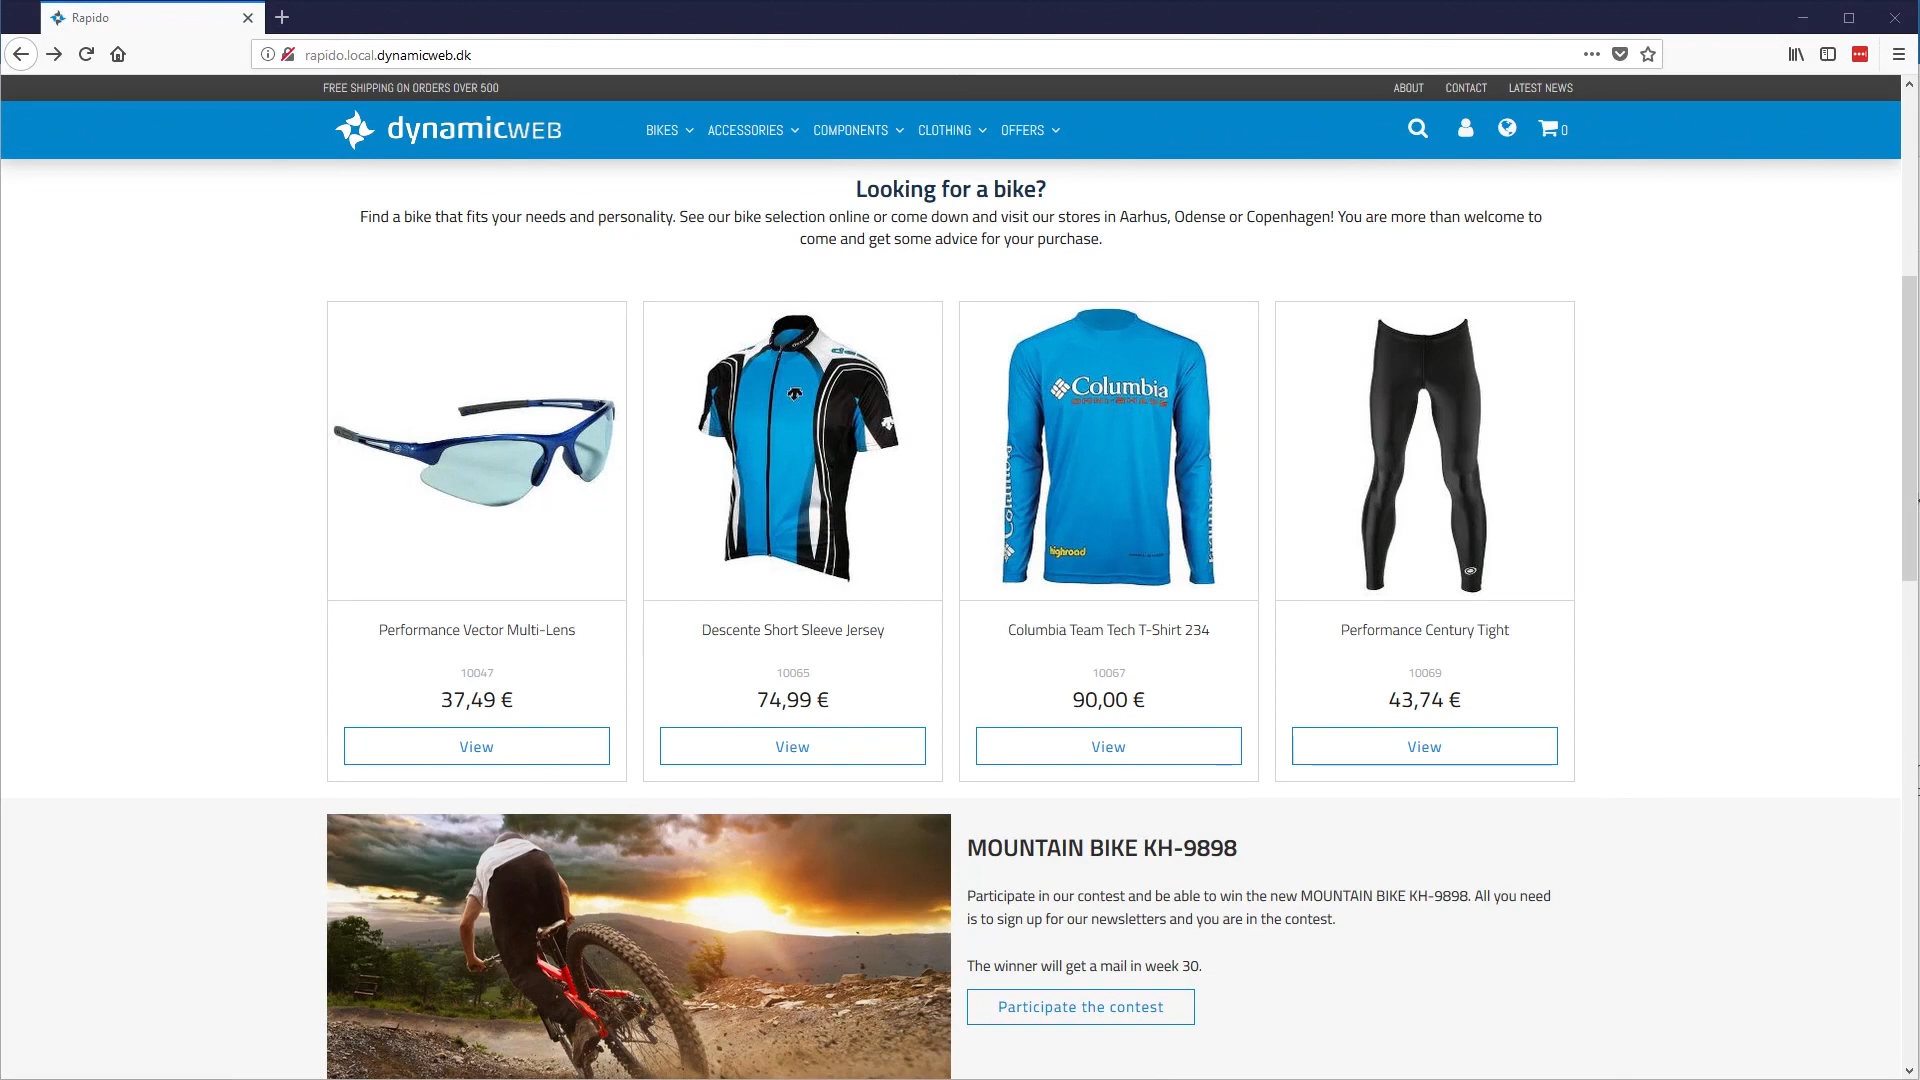 Rapido
rapido.local.dynamicweb.dk
FREE SHIPPING ON ORDERS OVER 500
ABOUT CONTACT LATEST NEWS
dynamicWEB
BIKES ACCESSORIES COMPONENTS CLOTHING OFFERS
0
Looking for a bike?
Find a bike that fits your needs and personality. See our bike selection online or come down and visit our stores in Aarhus, Odense or Copenhagen! You are more than welcome to
come and get some advice for your purchase.
Columbia
Columbia
highroad
Performance Vector Multi-Lens
10047
37,49 €
View
Descente Short Sleeve Jersey
10065
74,99 €
View
Columbia Team Tech T-Shirt 234
10067
90,00 €
View
Performance Century Tight
10069
43,74 €
View
MOUNTAIN BIKE KH-9898
Participate in our contest and be able to win the new MOUNTAIN BIKE KH-9898. All you need
is to sign up for our newsletters and you are in the contest.
The winner will get a mail in week 30.
Participate the contest